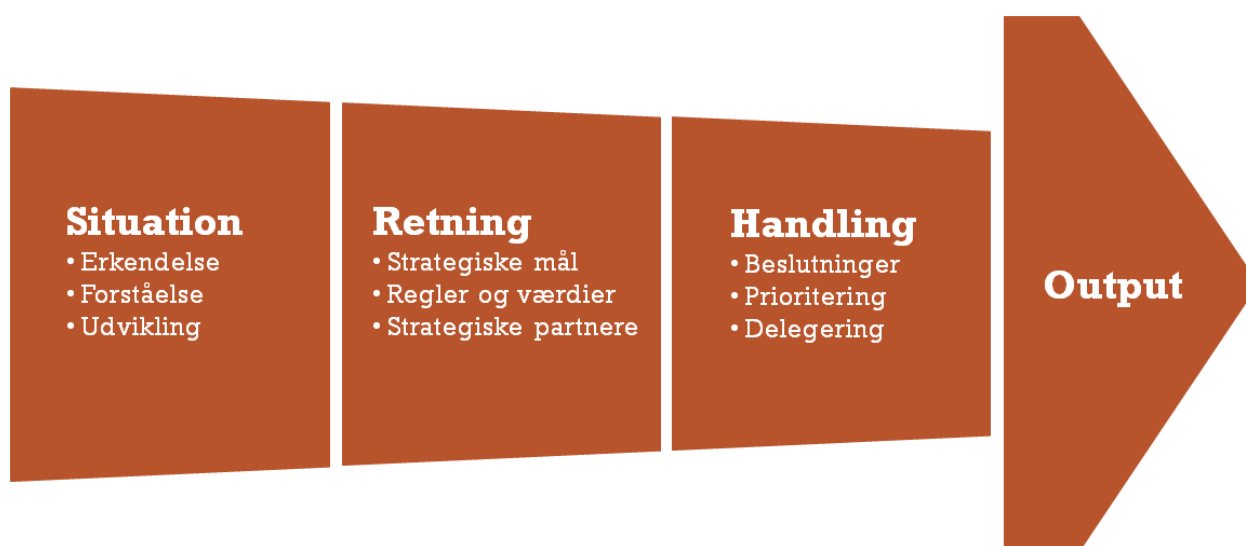 Situation
• Erkendelse
• Forståelse
• Udvikling
Retning
• Strategiske mål
• Regler og værdier
• Strategiske partnere
Handling
• Beslutninger
• Prioritering
• Delegering
Output